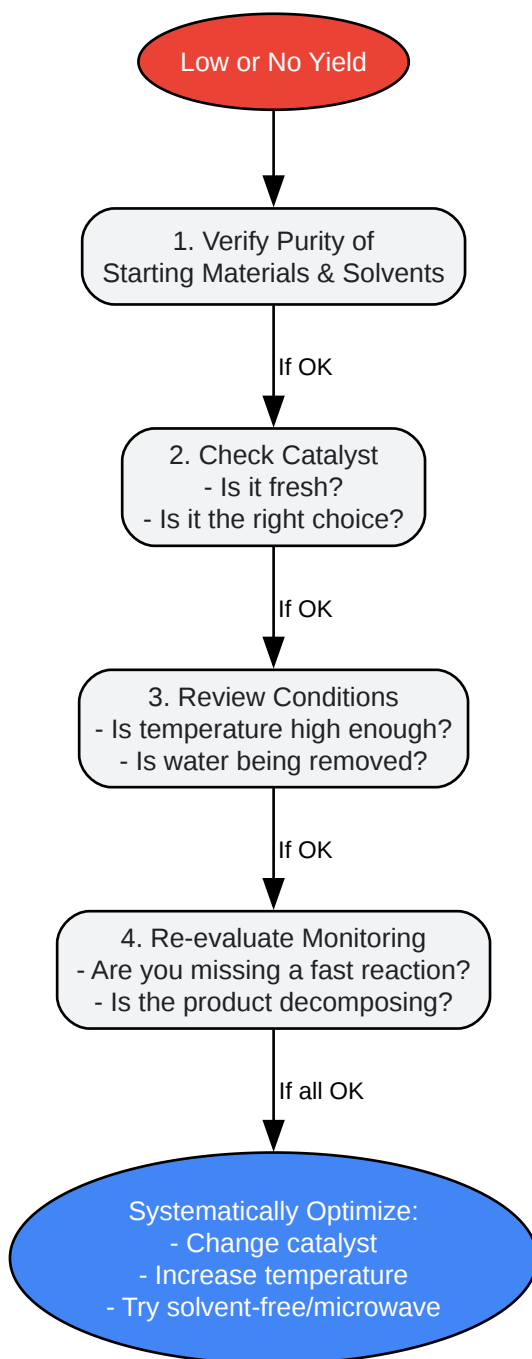 Low or No Yield
1. Verify Purity of
Starting Materials & Solvents
If OK
2. Check Catalyst
- Is it fresh?
- Is it the right choice?
If OK
3. Review Conditions
- Is temperature high enough?
- Is water being removed?
If OK
4. Re-evaluate Monitoring
- Are you missing a fast reaction?
- Is the product decomposing?
If all OK
Systematically Optimize:
- Change catalyst
- Increase temperature
- Try solvent-free/microwave